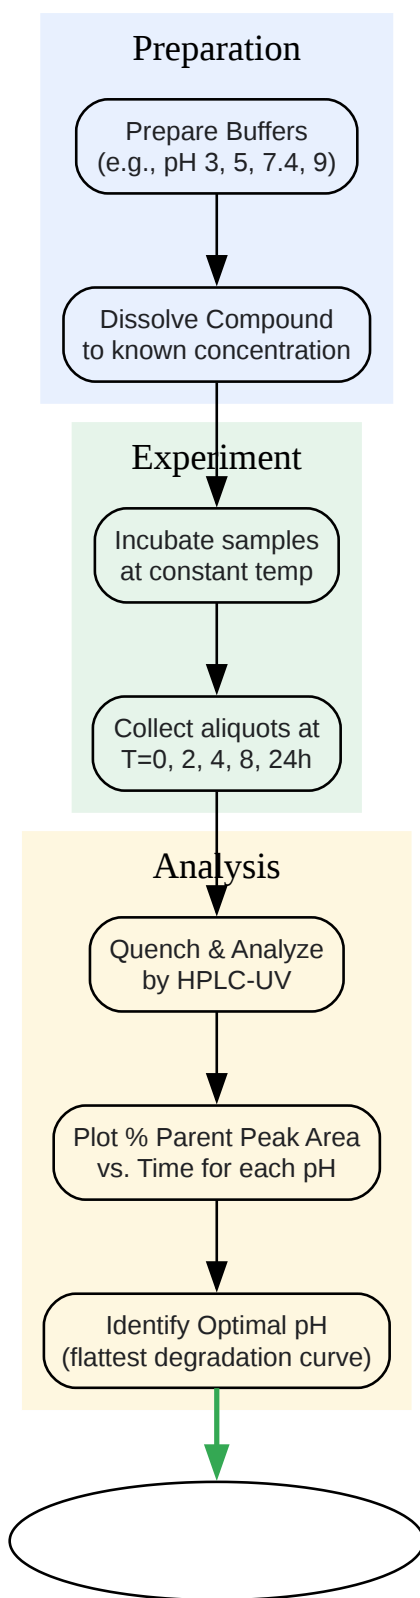 Preparation
Prepare Buffers
(e.g., pH 3, 5, 7.4, 9)
Dissolve Compound
to known concentration
Experiment
Incubate samples
at constant temp
Collect aliquots at
T=0, 2, 4, 8, 24h
Analysis
Quench & Analyze
by HPLC-UV
Plot % Parent Peak Area
vs. Time for each pH
Identify Optimal pH
(flattest degradation curve)